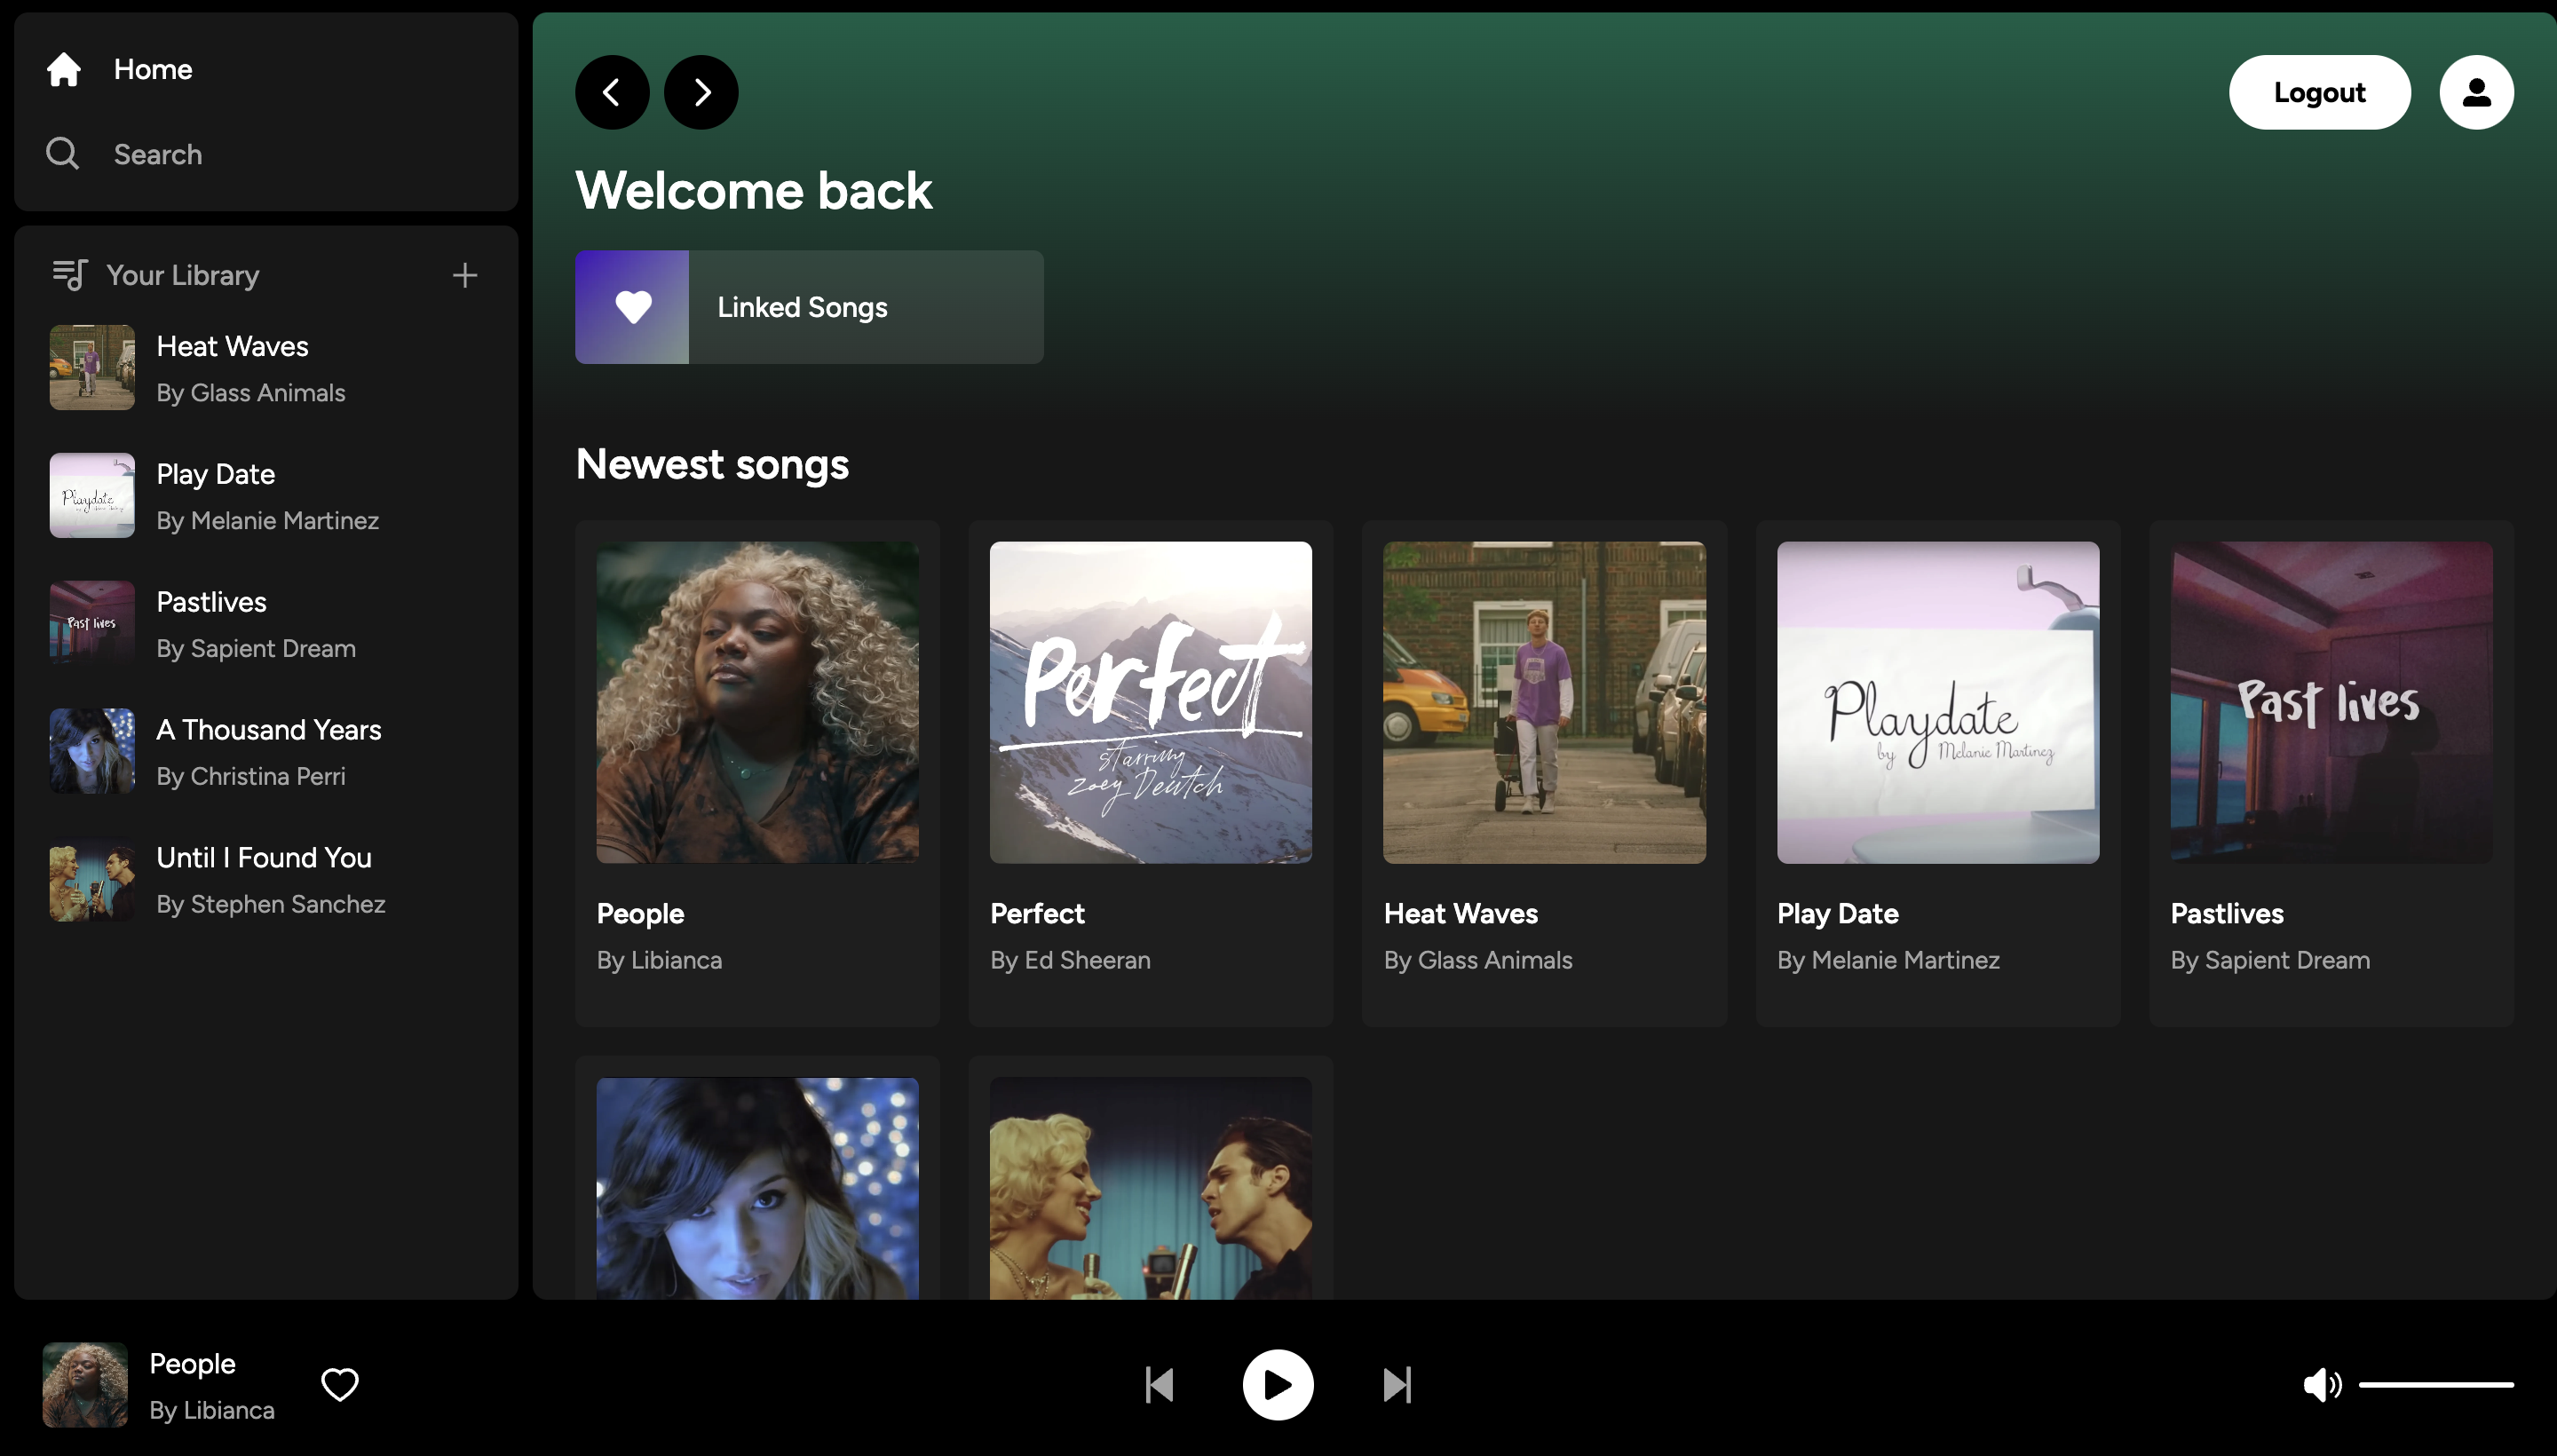 Home
Search
Your Library
Heat Waves
By Glass Animals
Play Date
By Melanie Martinez
Pastlives
By Sapient Dream
A Thousand Years
By Christina Perri
Until I Found You
By Stephen Sanchez
Logout
Welcome back
Linked Songs
Newest songs
People
By Libianca
Perfect
starring
Zoey Deutch
Perfect
By Ed Sheeran
Heat Waves
By Glass Animals
Playdate
by Melanie Martinez
Play Date
By Melanie Martinez
Past lives
Pastlives
By Sapient Dream
People
By Libianca